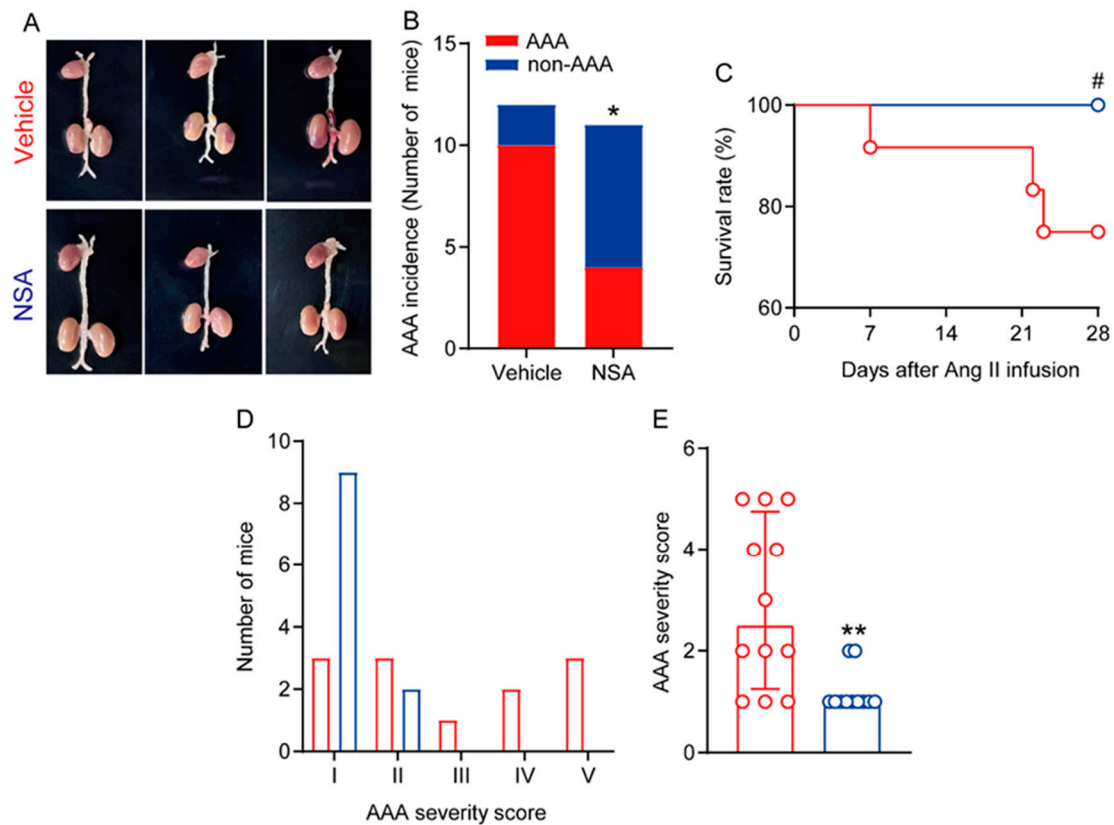 A
Vehicle
NSA
B
AAA incidence (Number of mice)
15
10
5
0
AAA
non-AAA
*
Vehicle
NSA
C
Survival rate (%)
100
80
60
#
0
7
14
21
28
Days after Ang II infusion
D
Number of mice
10
8
6
4
2
0
I
II
III
IV
V
AAA severity score
E
AAA severity score
6
4
2
0
**